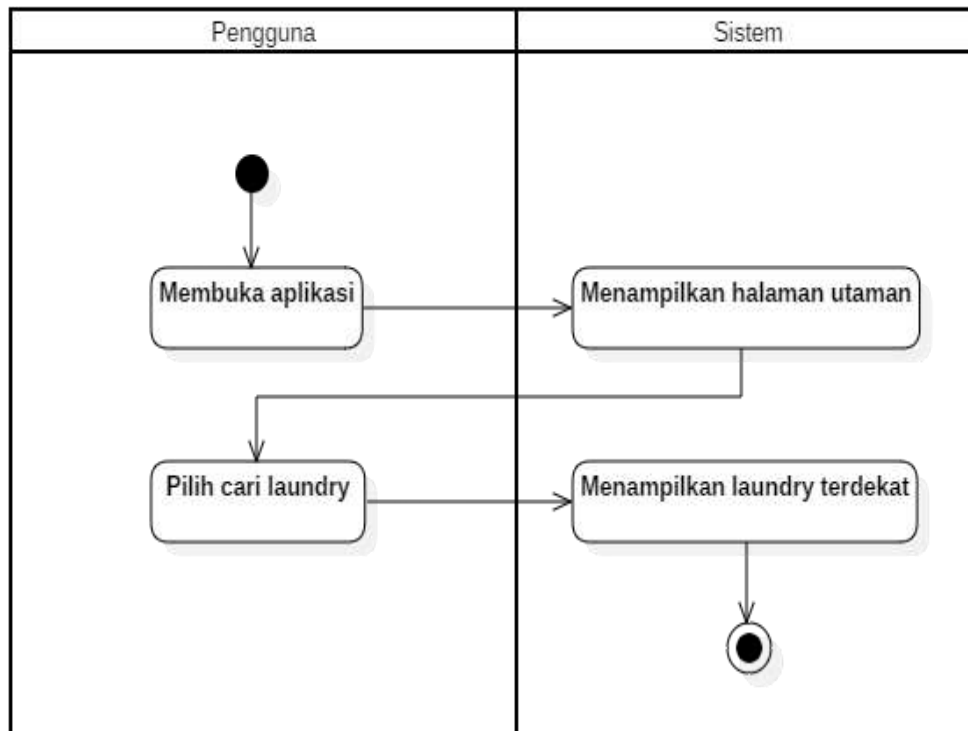 Pengguna
Sistem
Membuka aplikasi
Menampilkan halaman utaman
Pilih cari laundry
Menampilkan laundry terdekat